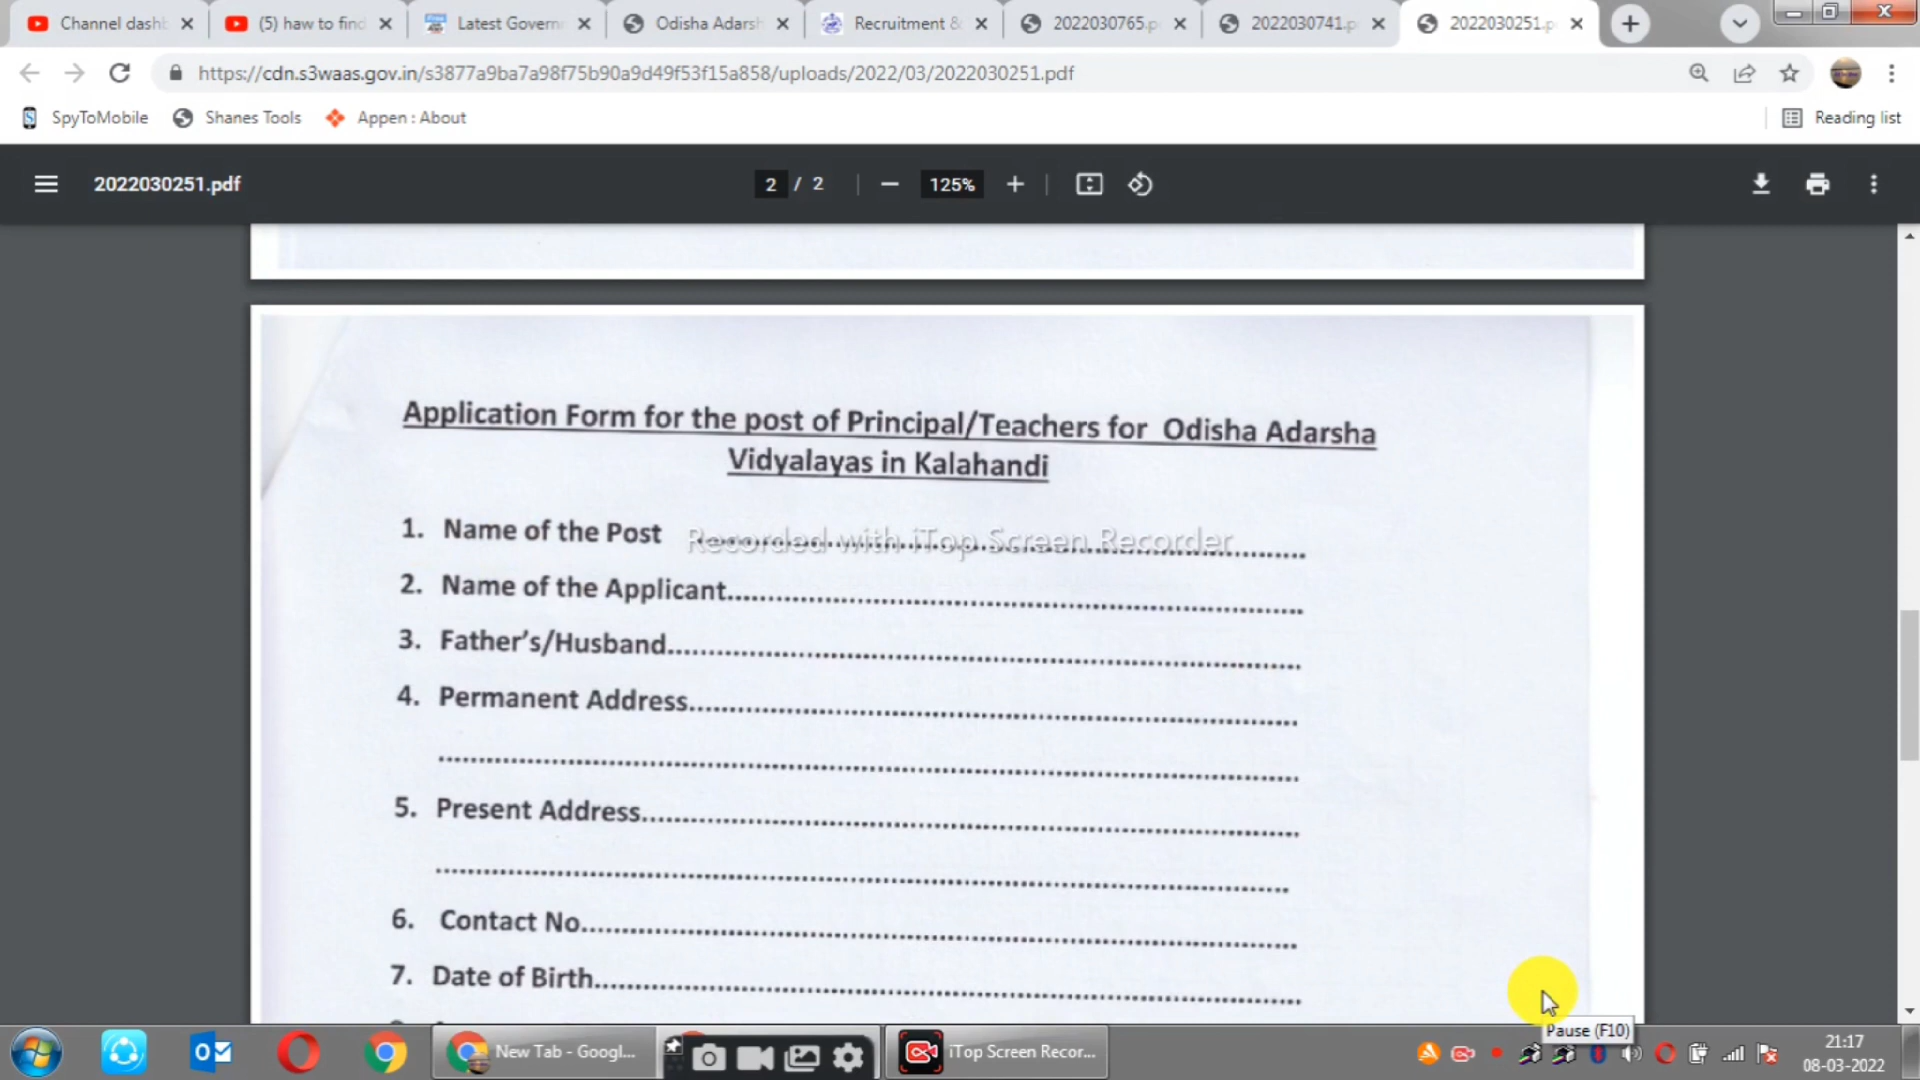 Channel dash
(5) haw to find
Latest Governm
Odisha Adarsh
Recruitment &
2022030765.p
2022030741.p
2022030251.p
https://cdn.s3waas.gov.in/s3877a9ba7a98f75b90a9d49f53f15a858/uploads/2022/03/2022030251.pdf
SpyToMobile
Shanes Tools
Appen : About
Reading list
2022030251.pdf
2 / 2
125%
Application Form for the post of Principal/Teachers for Odisha Adarsha
Vidyalayas in Kalahandi
1. Name of the Post
Recorded with iTop Screen Recorder
2. Name of the Applicant
3. Father's/Husband
4. Permanent Address
5. Present Address
6. Contact No
7. Date of Birth
Pause (F10)
New Tab - Googl...
iTop Screen Recor...
21:17
08-03-2022